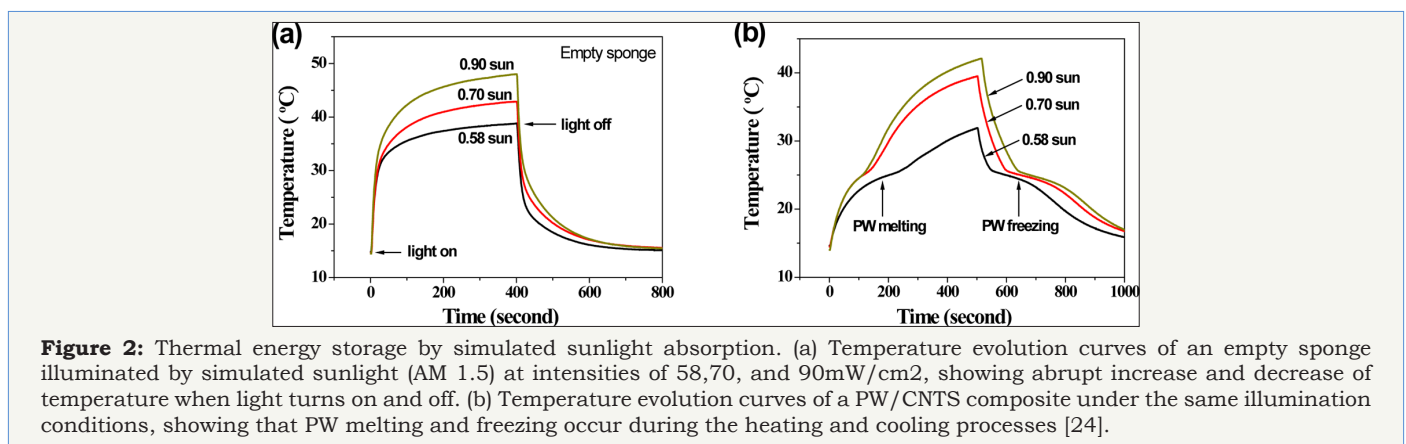 (a)
Empty sponge
0.90 sun
0.70 sun
0.58 sun
light off
light on
Temperature ( °C)
50
40
30
20
10
0
200
400
600
800
Time (second)
(b)
0.90 sun
0.70 sun
0.58 sun
PW melting
PW freezing
Temperature ( °C)
40
30
20
10
0
200
400
600
800
1000
Time (second)
Figure 2: Thermal energy storage by simulated sunlight absorption. (a) Temperature evolution curves of an empty sponge
illuminated by simulated sunlight (AM 1.5) at intensities of 58,70, and 90mW/cm2, showing abrupt increase and decrease of
temperature when light turns on and off. (b) Temperature evolution curves of a PW/CNTS composite under the same illumination
conditions, showing that PW melting and freezing occur during the heating and cooling processes [24].